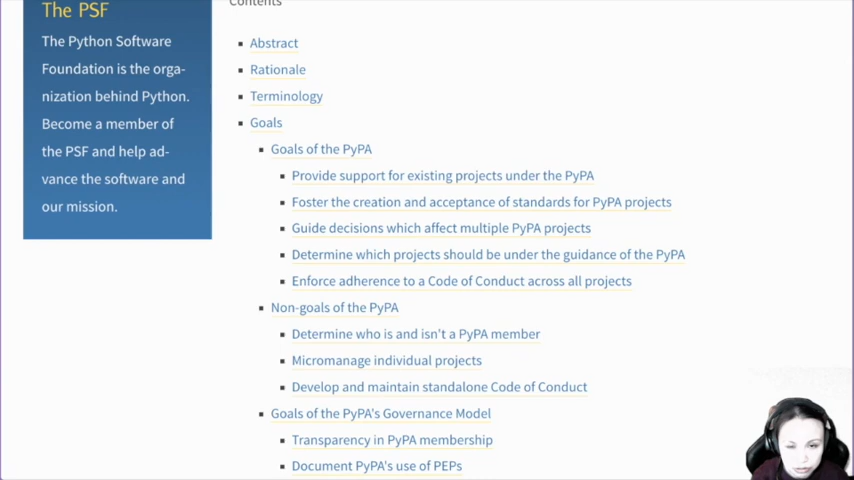 The PSF
The Python Software
Foundation is the orga-
nization behind Python.
Become a member of
the PSF and help ad-
vance the software and
our mission.
Contents
Abstract
Rationale
Terminology
Goals
Goals of the PyPA
Provide support for existing projects under the PyPA
Foster the creation and acceptance of standards for PyPA projects
Guide decisions which affect multiple PyPA projects
Determine which projects should be under the guidance of the PyPA
Enforce adherence to a Code of Conduct across all projects
Non-goals of the PyPA
Determine who is and isn't a PyPA member
Micromanage individual projects
Develop and maintain standalone Code of Conduct
Goals of the PyPA's Governance Model
Transparency in PyPA membership
Document PyPA's use of PEPs